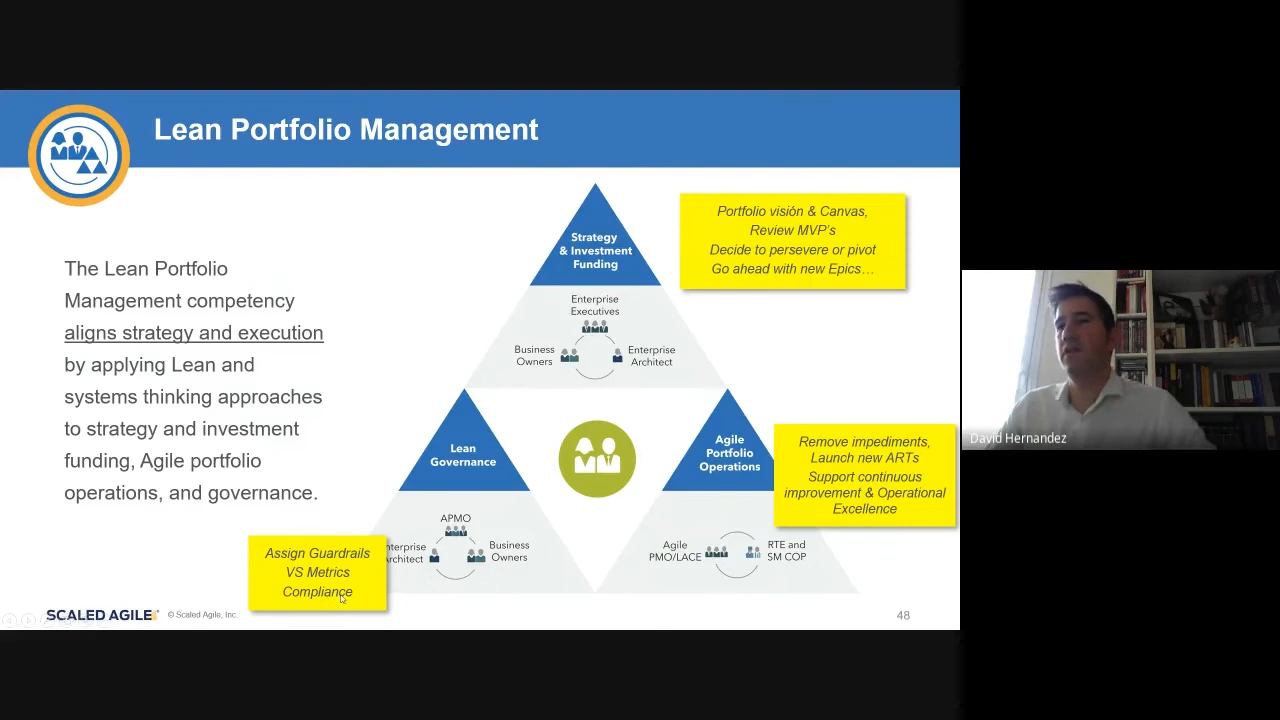 Lean Portfolio Management
The Lean Portfolio
Management competency
aligns strategy and execution
by applying Lean and
systems thinking approaches
to strategy and investment
funding, Agile portfolio
operations, and governance.
Strategy
& Investment
Funding
Enterprise
Executives
Business
Owners
Enterprise
Architect
Portfolio visión & Canvas,
Review MVP's
Decide to persevere or pivot
Go ahead with new Epics…
Lean
Governance
APMO
nterprise
rchitect
Business
Owners
Assign Guardrails
VS Metrics
Compliance
Agile
Portfolio
Operations
Agile
PMO/LACE
RTE and
SM COP
Remove impediments,
Launch new ARTs
Support continuous
improvement & Operational
Excellence
SCALED AGILE
© Scaled Agile, Inc.
48
David Hernandez